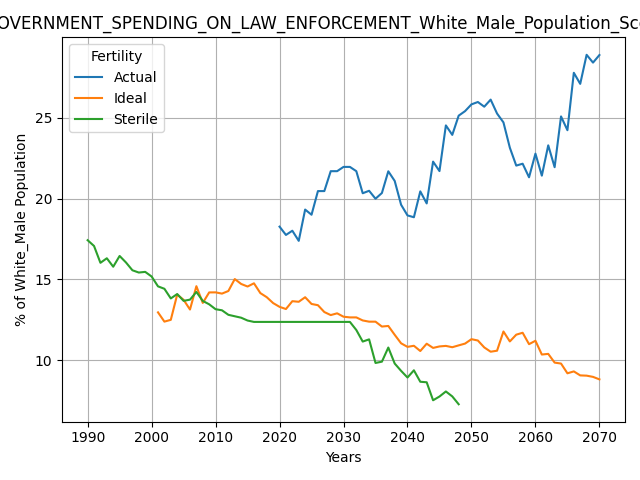 OVERNMENT_SPENDING_ON_LAW_ENFORCEMENT_White_Male_Population_Sc
Fertility
Actual
Ideal
Sterile
% of White_Male Population
25
20
15
10
1990 2000 2010 2020 2030 2040 2050 2060 2070
Years